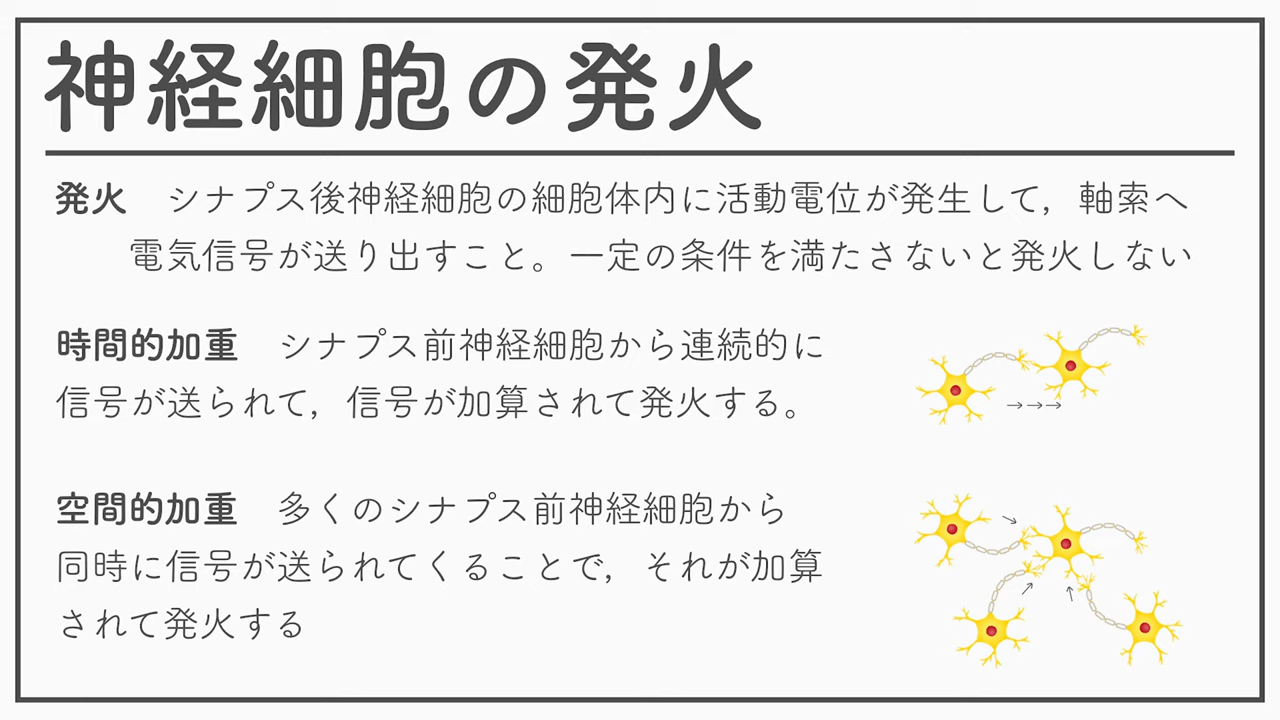 神経細胞の発火
発火　シナプス後神経細胞の細胞体内に活動電位が発生して，軸索へ
電気信号が送り出すこと。一定の条件を満たさないと発火しない
時間的加重　シナプス前神経細胞から連続的に
信号が送られて，信号が加算されて発火する。
→→→
空間的加重　多くのシナプス前神経細胞から
同時に信号が送られてくることで，それが加算
されて発火する